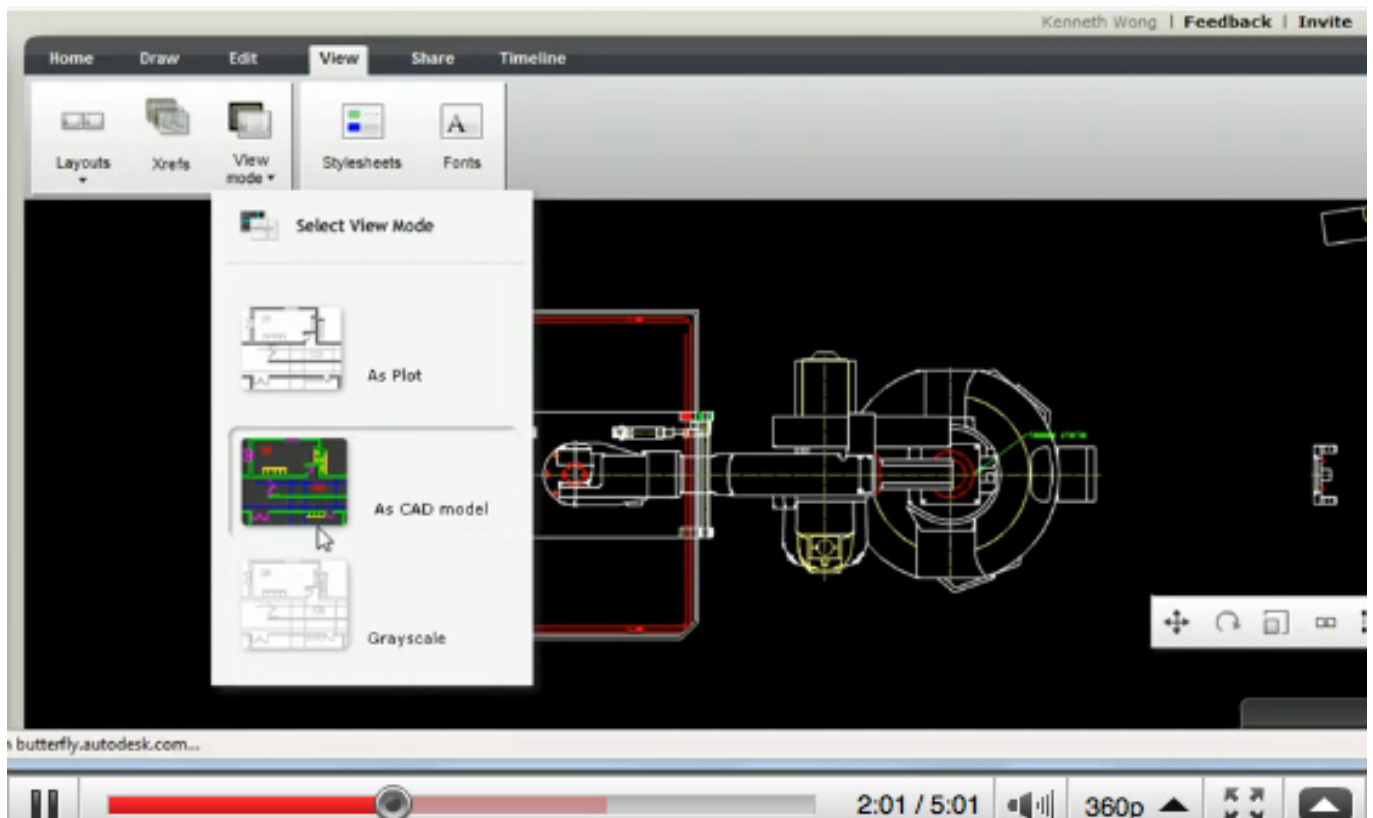 Kenneth Wong | Feedback | Invite
Home Draw Edit View Share Timeline
Layouts Xrefs View mode Stylesheets Fonts
A
Select View Mode
As Plot
As CAD model
Grayscale
butterfly.autodesk.com...
2:01 / 5:01 360p